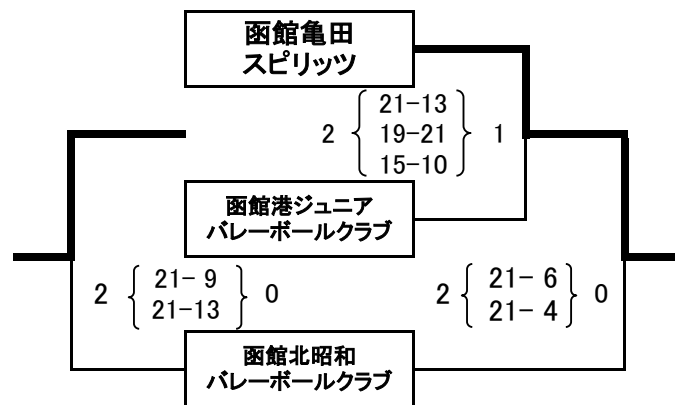 函館亀田
スピリッツ
21-13
2 19-21 1
15-10
函館港ジュニア
バレーボールクラブ
21- 9
2 21-13 0
21- 6
2 21- 4 0
函館北昭和
バレーボールクラブ